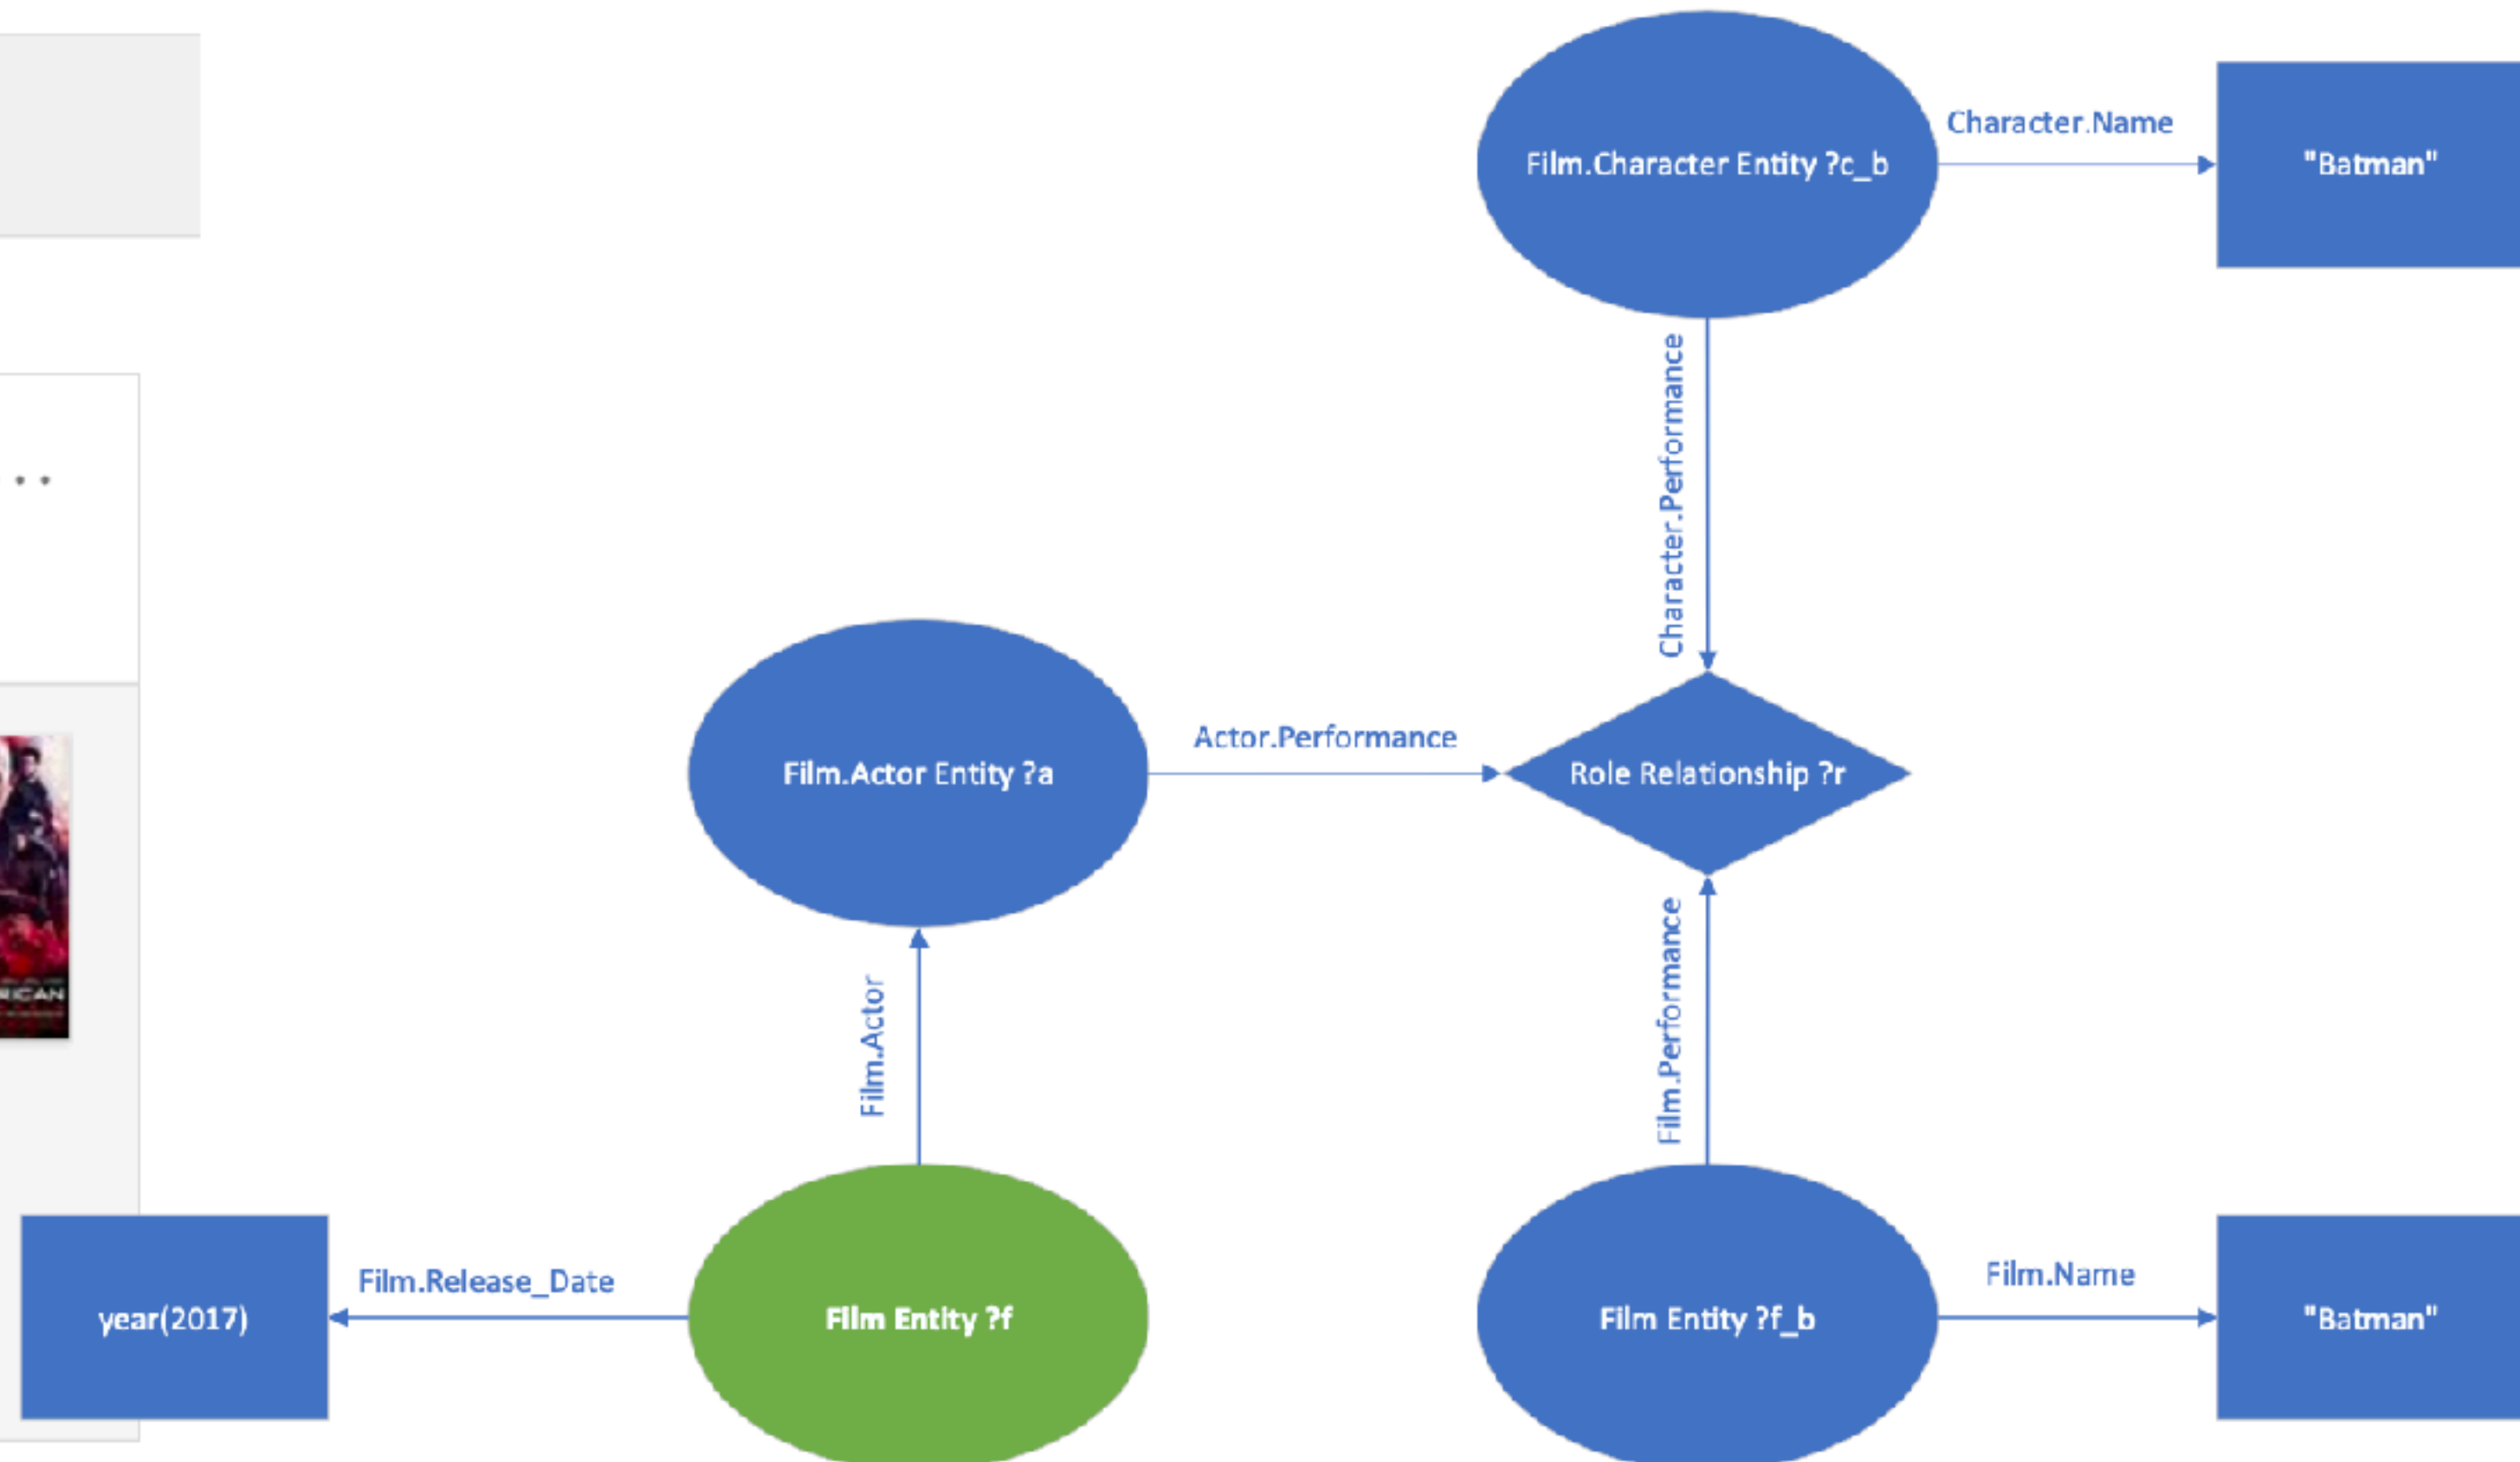 Character.Name
Film.Character Entity ?c_b
"Batman"
Character.Performance
Actor.Performance
Film.Actor Entity ?a
Role Relationship ?r
Film.Actor
Film.Performance
RICAN
Film.Release_Date
Film.Name
year(2017)
Film Entity ?f
Film Entity ?f_b
"Batman"